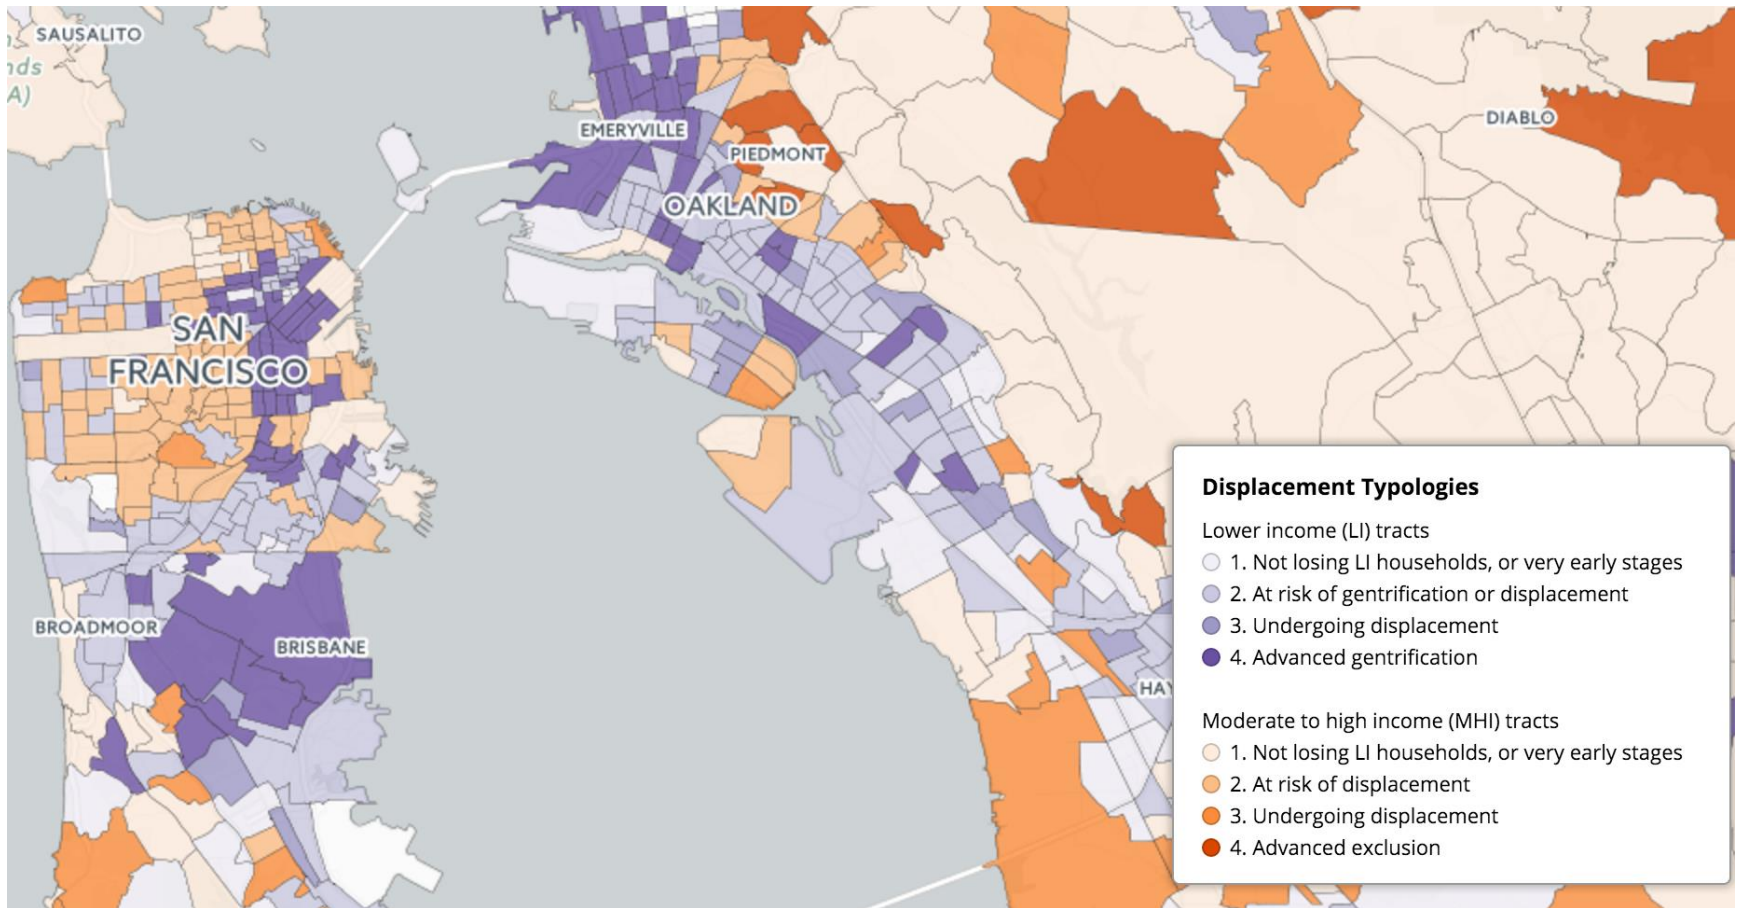 SAUSALITO
nds
A)
EMERYVILLE
PIEDMONT
DIABLO
OAKLAND
SAN
FRANCISCO
BROADMOOR
BRISBANE
HAY
Displacement Typologies
Lower income (LI) tracts
1. Not losing LI households, or very early stages
2. At risk of gentrification or displacement
3. Undergoing displacement
4. Advanced gentrification
Moderate to high income (MHI) tracts
1. Not losing LI households, or very early stages
2. At risk of displacement
3. Undergoing displacement
4. Advanced exclusion